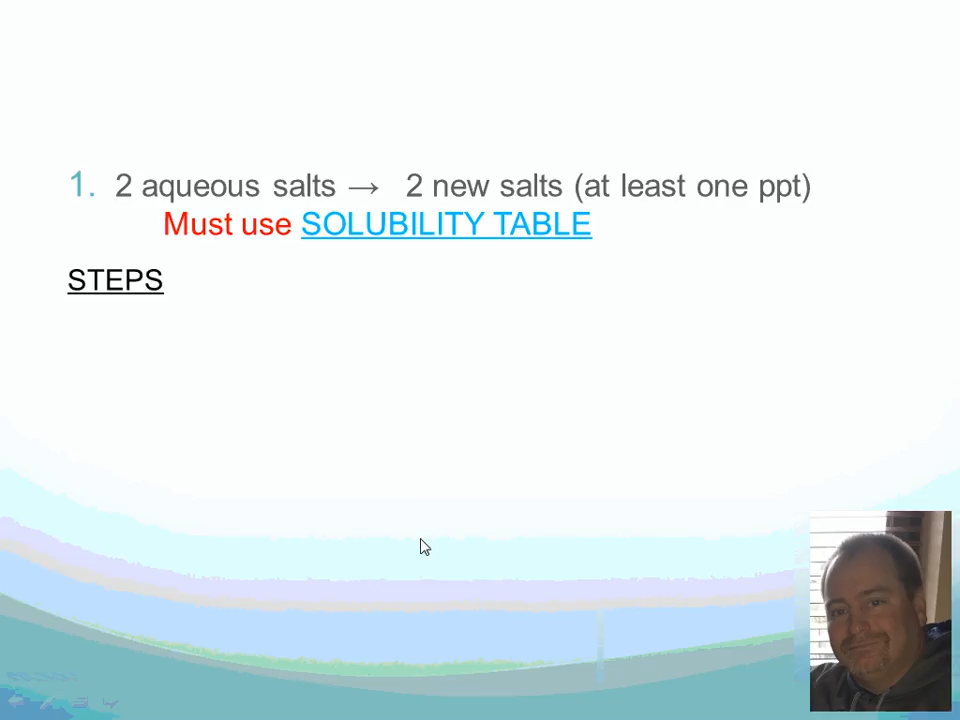 1. 2 aqueous salts → 2 new salts (at least one ppt)
Must use SOLUBILITY TABLE
STEPS